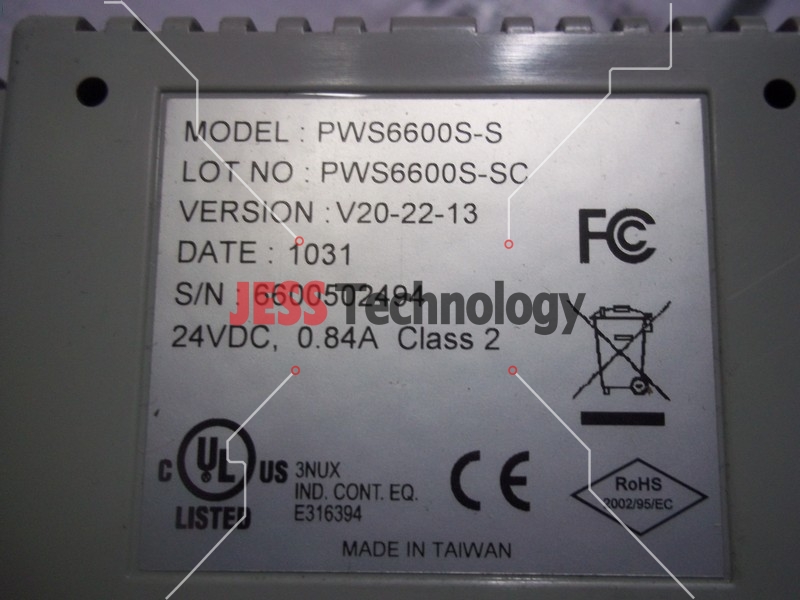 MODEL : PWS6600S-S
LOT NO : PWS6600S-SC
VERSION : V20-22-13
DATE : 1031
S/N : 6600502494
JESS Technology
24VDC, 0.84A Class 2
FC
C UL US
LISTED
3NUX
IND. CONT. EQ.
E316394
CE
RoHS
2002/95/EC
MADE IN TAIWAN